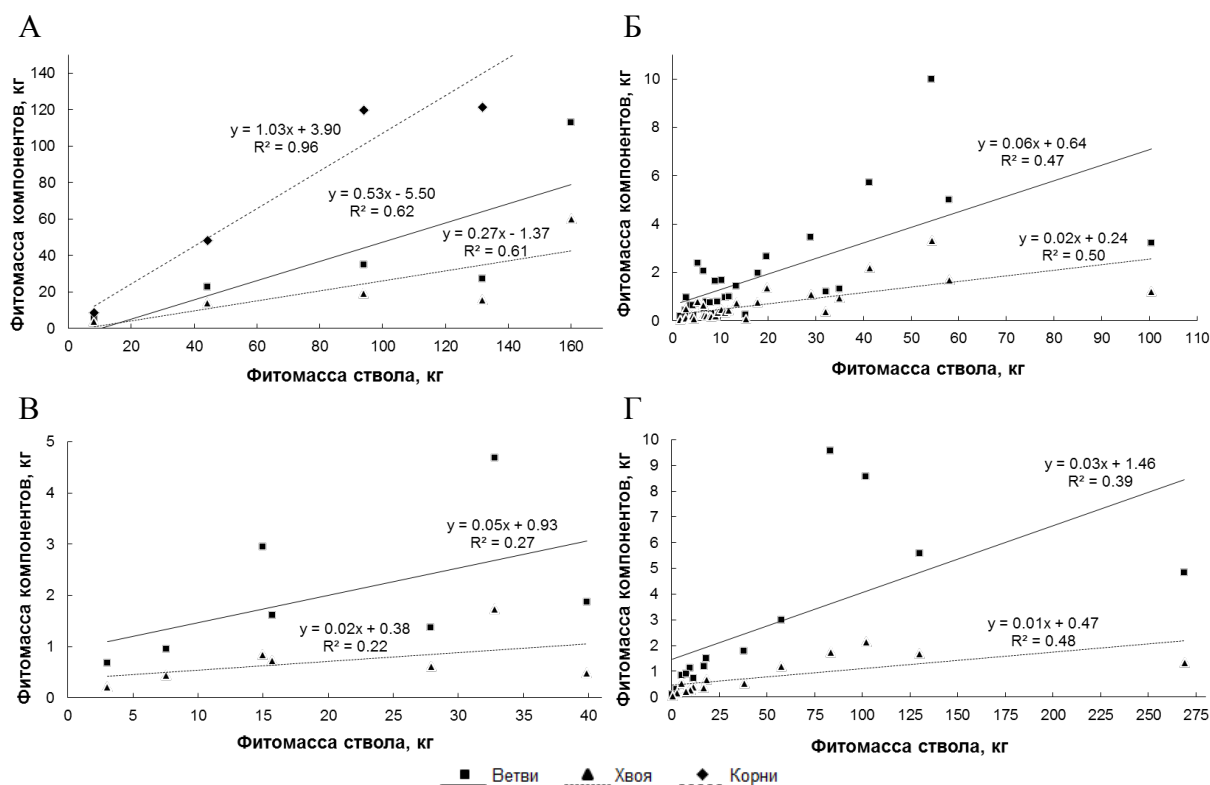 А
Фитомасса компонентов, кг
140
120
100
80
60
40
20
0
y = 1.03x + 3.90
R² = 0.96
y = 0.53x - 5.50
R² = 0.62
y = 0.27x - 1.37
R² = 0.61
0 20 40 60 80 100 120 140 160
Фитомасса ствола, кг
Б
Фитомасса компонентов, кг
10
8
6
4
2
0
y = 0.06x + 0.64
R² = 0.47
y = 0.02x + 0.24
R² = 0.50
0 10 20 30 40 50 60 70 80 90 100 110
Фитомасса ствола, кг
В
Фитомасса компонентов, кг
5
4
3
2
1
0
y = 0.05x + 0.93
R² = 0.27
y = 0.02x + 0.38
R² = 0.22
0 5 10 15 20 25 30 35 40
Фитомасса ствола, кг
Г
Фитомасса компонентов, кг
10
9
8
7
6
5
4
3
2
1
0
y = 0.03x + 1.46
R² = 0.39
y = 0.01x + 0.47
R² = 0.48
0 25 50 75 100 125 150 175 200 225 250 275
Фитомасса ствола, кг
Ветви Хвоя Корни